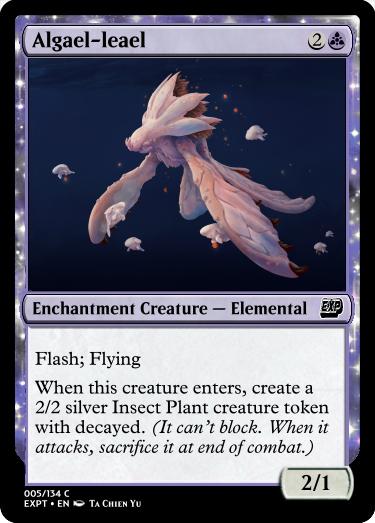 Algael-leael 2
Enchantment Creature — Elemental EXP
Flash; Flying
When this creature enters, create a
2/2 silver Insect Plant creature token
with decayed. (It can't block. When it
attacks, sacrifice it at end of combat.)
2/1
005/134 C
EXPT • EN Ta Chien Yu